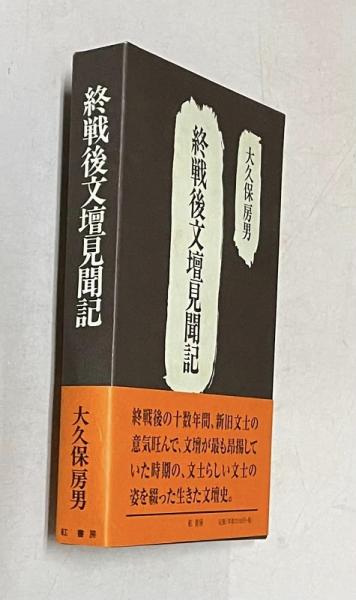 大久保房男
終戦後文壇見聞記
終戦後の十数年間、新旧文士の
意気旺んで、文壇が最も昂揚して
いた時期の、文士らしい文士の
姿を綴った生きた文壇史。
紅書房
終戦後文壇見聞記
大久保房男
紅書房